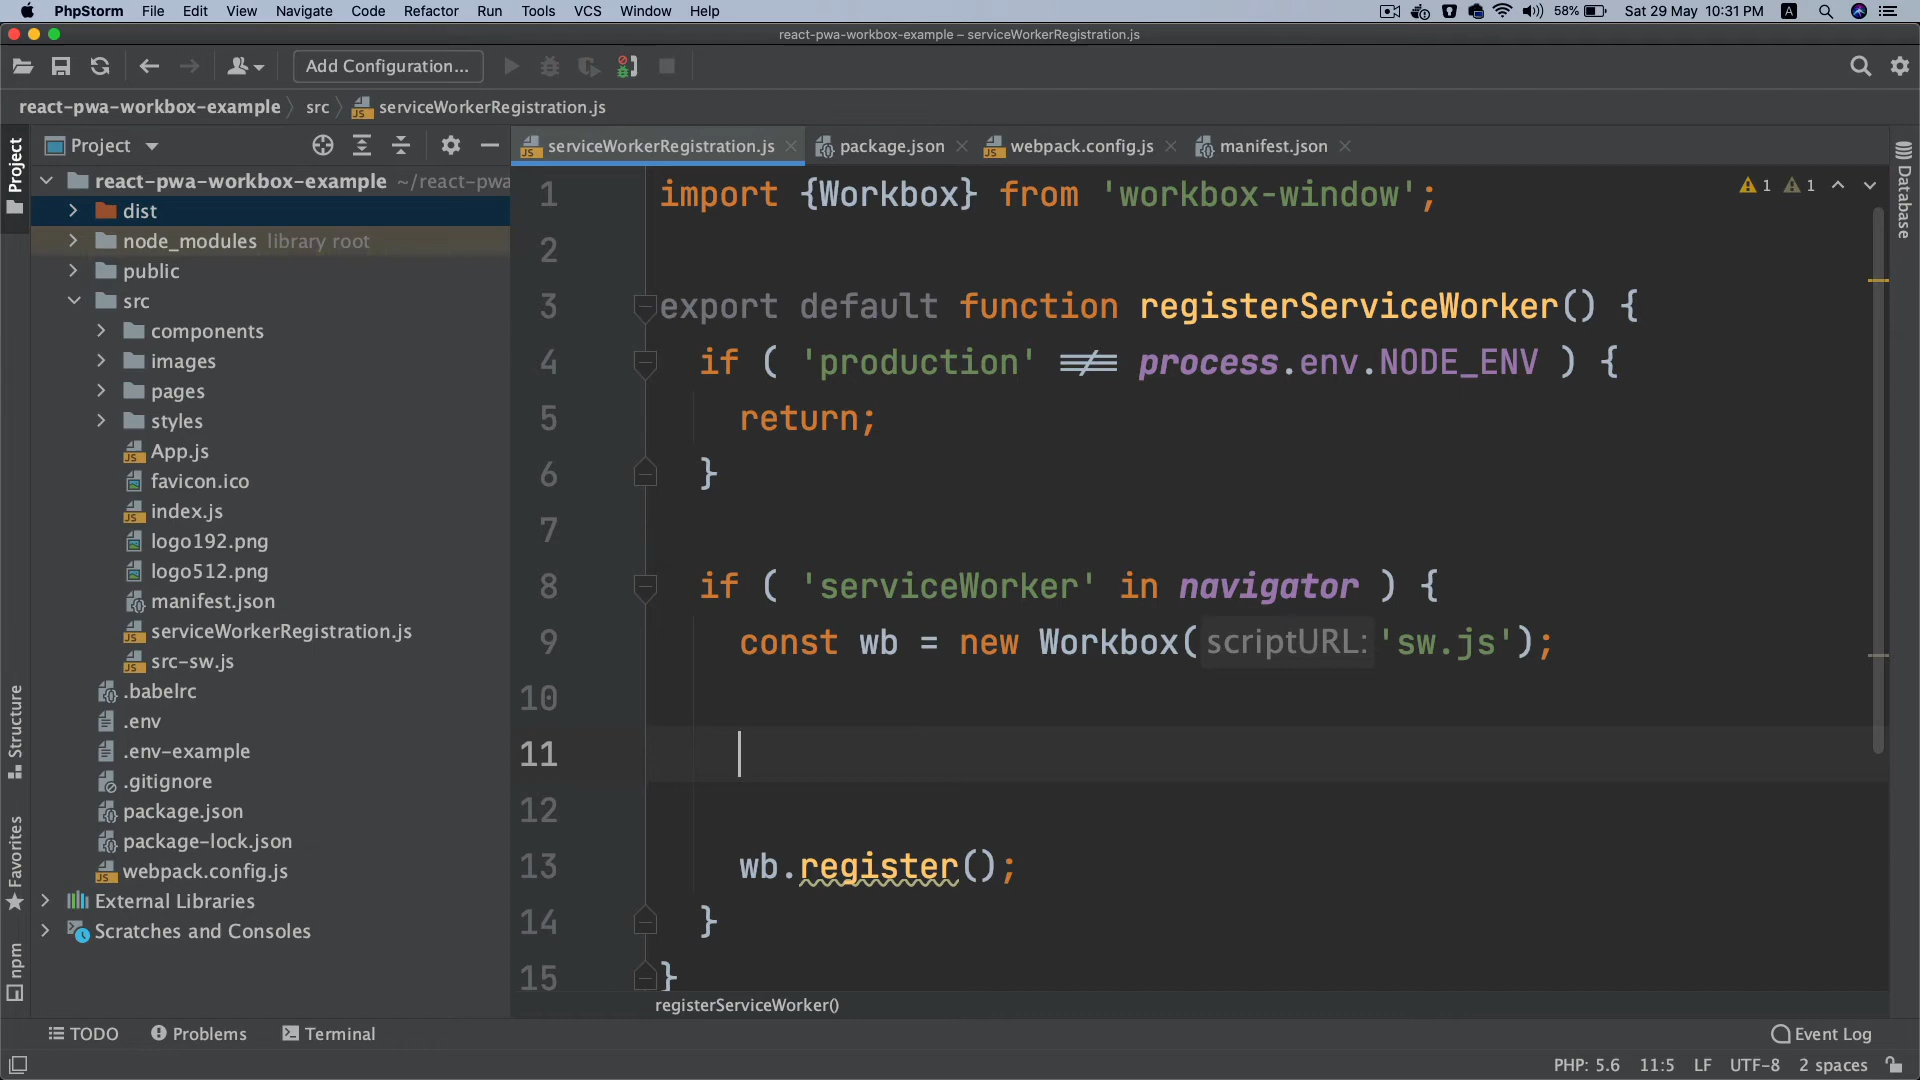 PhpStorm File Edit View Navigate Code Refactor Run Tools VCS Window Help 58% Sat 29 May 10:31 PM A
react-pwa-workbox-example – serviceWorkerRegistration.js
Add Configuration...
react-pwa-workbox-example src serviceWorkerRegistration.js
Project
Project
serviceWorkerRegistration.js package.json webpack.config.js manifest.json
react-pwa-workbox-example ~/react-pwa
dist
node_modules library root
public
src
components
images
pages
styles
App.js
favicon.ico
index.js
logo192.png
logo512.png
manifest.json
serviceWorkerRegistration.js
src-sw.js
.babelrc
.env
.env-example
.gitignore
package.json
package-lock.json
webpack.config.js
External Libraries
Scratches and Consoles
Structure
Favorites
npm
1 import {Workbox} from 'workbox-window';
2
3 export default function registerServiceWorker() {
4 if ( 'production' !== process.env.NODE_ENV ) {
5 return;
6 }
7
8 if ( 'serviceWorker' in navigator ) {
9 const wb = new Workbox( scriptURL: 'sw.js');
10
11
12
13 wb.register();
14 }
15 }
1 1
Database
registerServiceWorker()
TODO Problems Terminal Event Log
PHP: 5.6 11:5 LF UTF-8 2 spaces